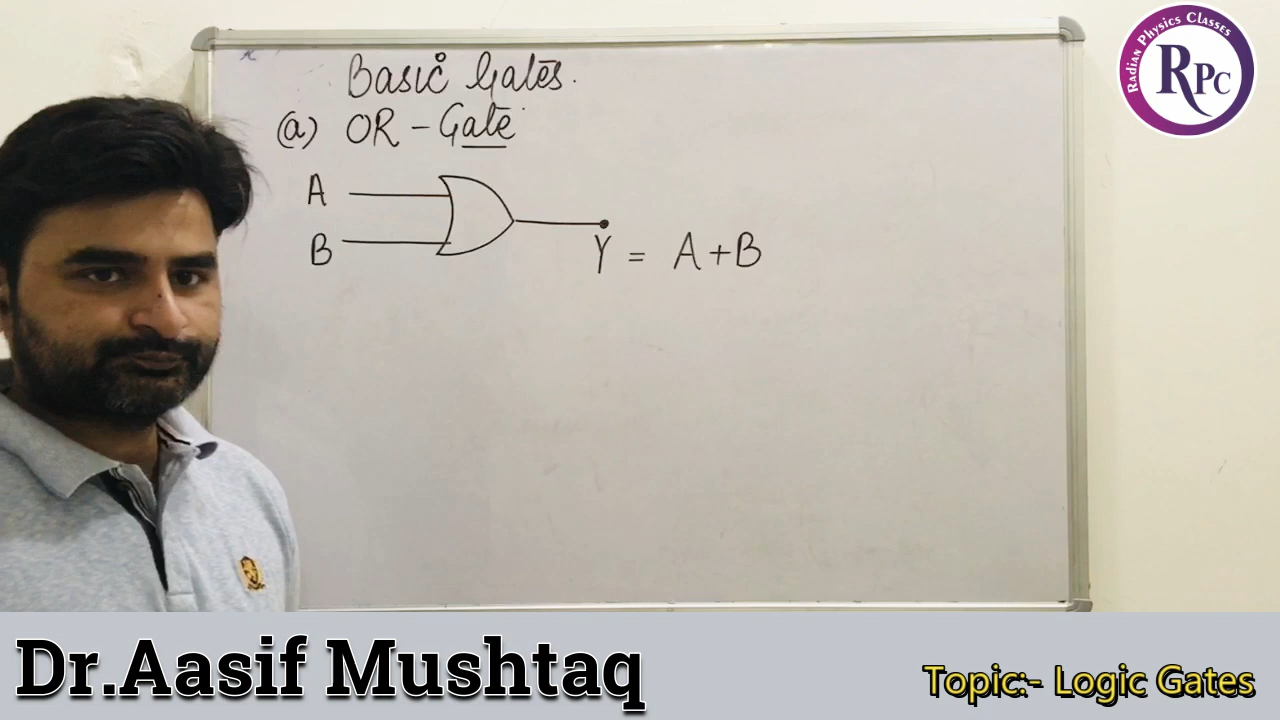 Basic Gates.
(a) OR - Gate
A
B
Y = A+B
RADIAN PHYSICS CLASSES
RPC
Dr.Aasif Mushtaq
Topic:- Logic Gates